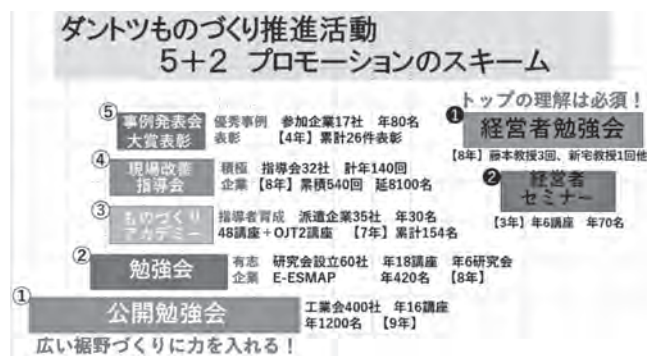 ダントツものづくり推進活動
5+2 プロモーションのスキーム
⑤
事例発表会
大賞表彰
優秀事例 参加企業17社 年80名
表彰 【4年】累計26件表彰
④
現場改善
指導会
積極 指導会32社 計年140回
企業 【8年】累積540回 延8100名
③
ものづくり
アカデミー
指導者育成 派遣企業35社 年30名
48講座+OJT2講座 【7年】累計154名
②
勉強会
有志 研究会設立60社 年18講座 年6研究会
企業 E-ESMAP 年420名 【8年】
①
公開勉強会
工業会400社 年16講座
年1200名 【9年】
広い裾野づくりに力を入れる!
トップの理解は必須!
❶
経営者勉強会
【8年】藤本教授3回、新宅教授1回他
❷
経営者
セミナー
【3年】年6講座 年70名